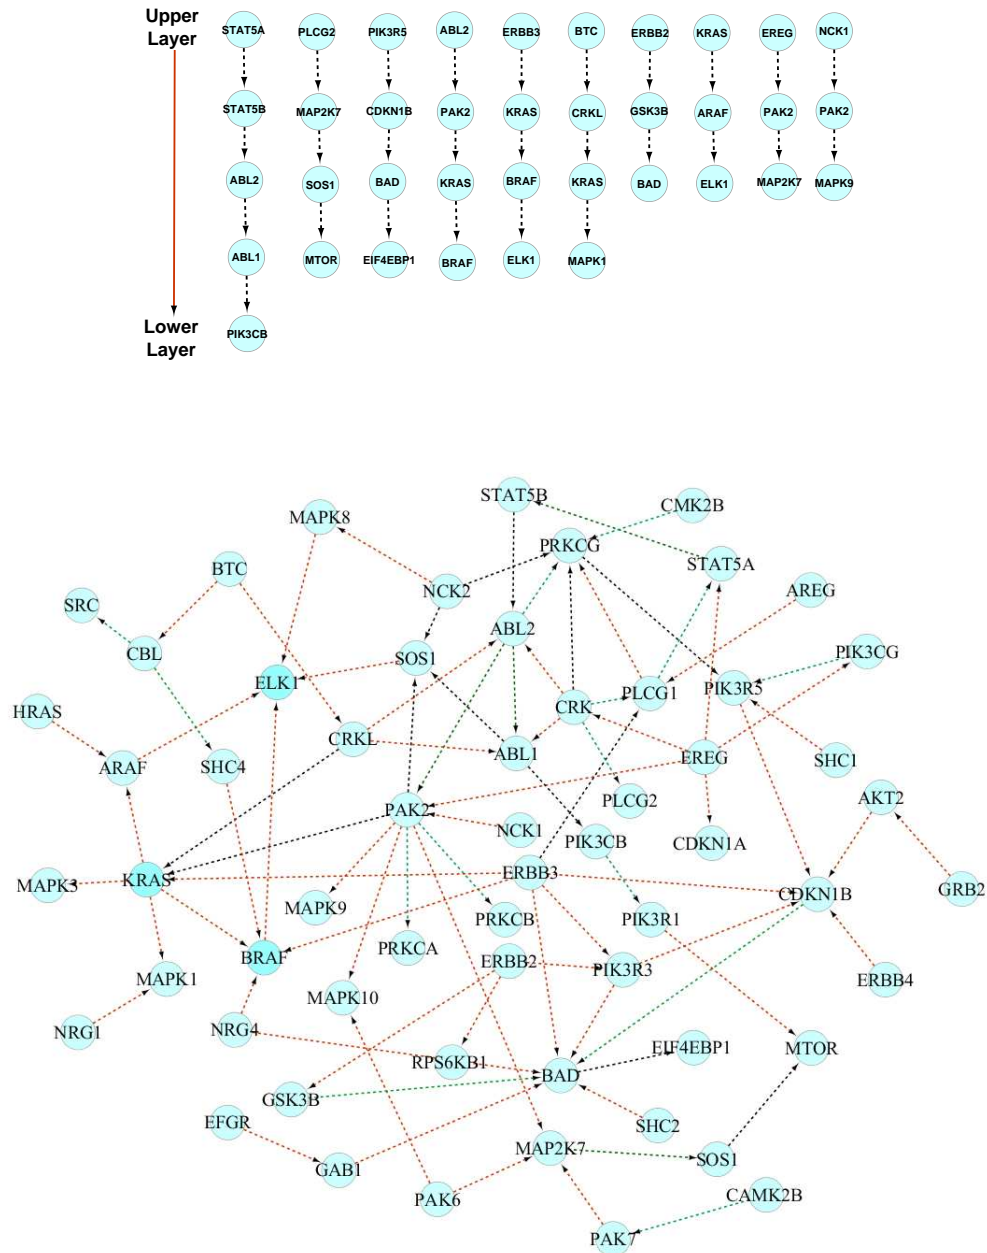 Upper
Layer
STAT5A PLCG2 PIK3R5 ABL2 ERBB3 BTC ERBB2 KRAS EREG NCK1
STAT5B MAP2K7 CDKN1B PAK2 KRAS CRKL GSK3B ARAF PAK2 PAK2
ABL2 SOS1 BAD KRAS BRAF KRAS BAD ELK1 MAP2K7 MAPK9
ABL1 MTOR EIF4EBP1 BRAF ELK1 MAPK1
Lower
Layer
PIK3CB
STAT5B
CMK2B
MAPK8
PRKCG
STAT5A
BTC
NCK2
AREG
SRC
ABL2
CBL
SOS1
PIK3CG
ELK1
PLCG1
PIK3R5
HRAS
CRK
CRKL
ABL1
EREG
ARAF
SHC4
SHC1
PLCG2
AKT2
PAK2
NCK1
PIK3CB
CDKN1A
MAPK3
KRAS
ERBB3
CDKN1B
GRB2
MAPK9
PRKCB
PIK3R1
PRKCA
BRAF
ERBB2
PIK3R3
MAPK1
ERBB4
MAPK10
NRG1
NRG4
EIF4EBP1
MTOR
RPS6KB1
BAD
GSK3B
EFGR
SHC2
MAP2K7
SOS1
GAB1
PAK6
CAMK2B
PAK7